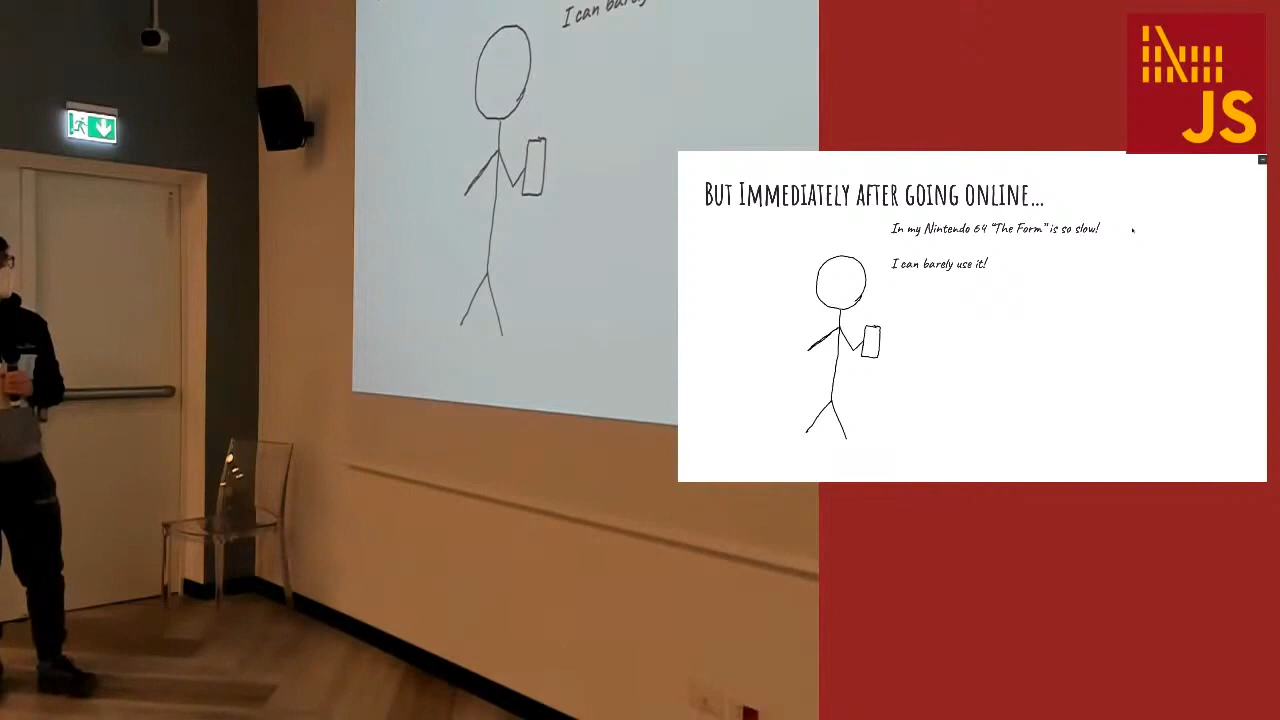 I can barely
JS
But Immediately after going online...
In my Nintendo 64 “The Form” is so slow!
I can barely use it!